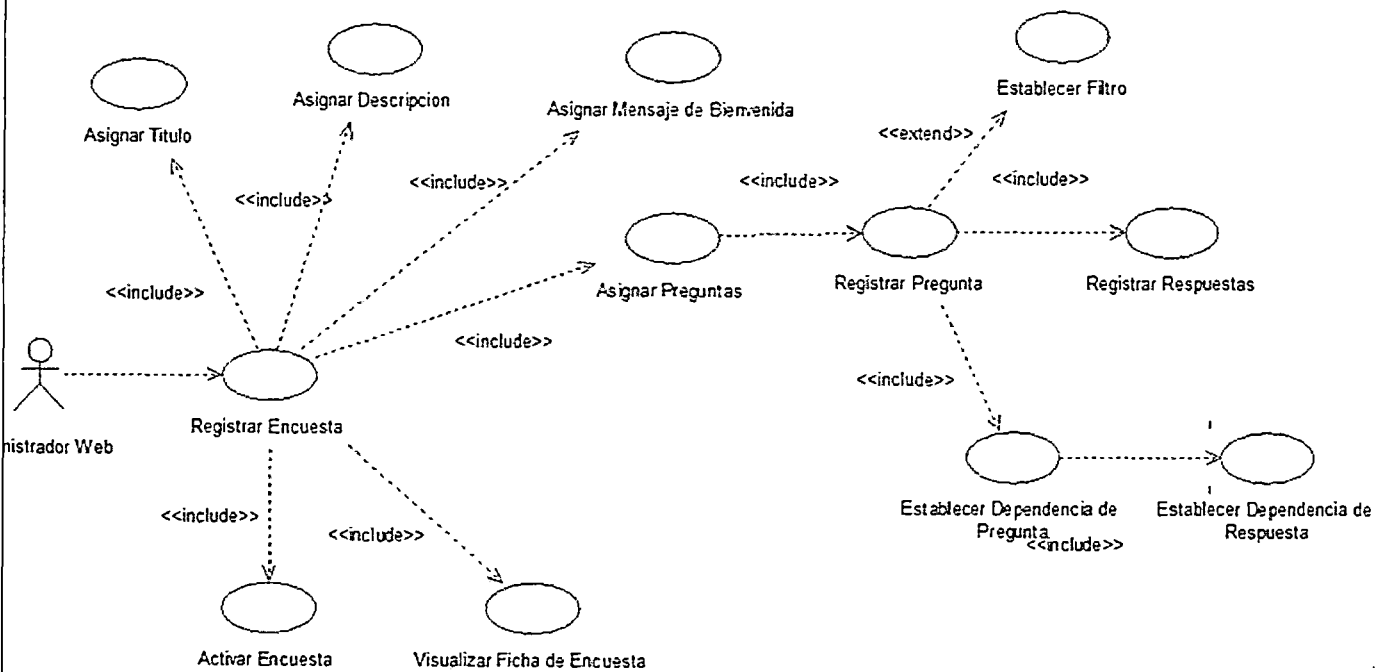 Establecer Filtro
Asignar Descripcion
Asignar Mensaje de Bienvenida
Asignar Titulo
<<extend>>
<<include>>
<<include>>
<<include>>
<<include>>
Asignar Preguntas
Registrar Pregunta
Registrar Respuestas
<<include>>
<<include>>
<<include>>
Registrar Encuesta
nistrador Web
Establecer Dependencia de
Pregunta
Establecer Dependencia de
Respuesta
<<include>>
<<include>>
<<include>>
Activar Encuesta
Visualizar Ficha de Encuesta